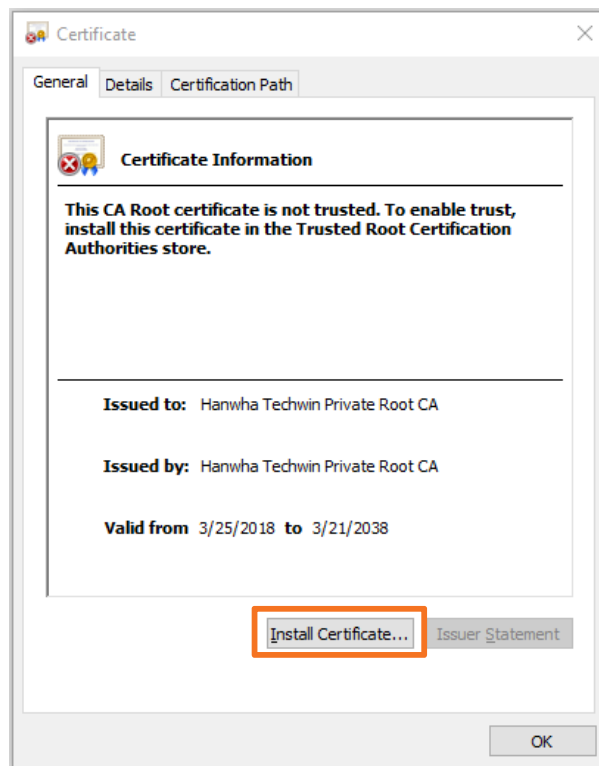 Certificate
General Details Certification Path
Certificate Information
This CA Root certificate is not trusted. To enable trust,
install this certificate in the Trusted Root Certification
Authorities store.
Issued to: Hanwha Techwin Private Root CA
Issued by: Hanwha Techwin Private Root CA
Valid from 3/25/2018 to 3/21/2038
Install Certificate... Issuer Statement
OK